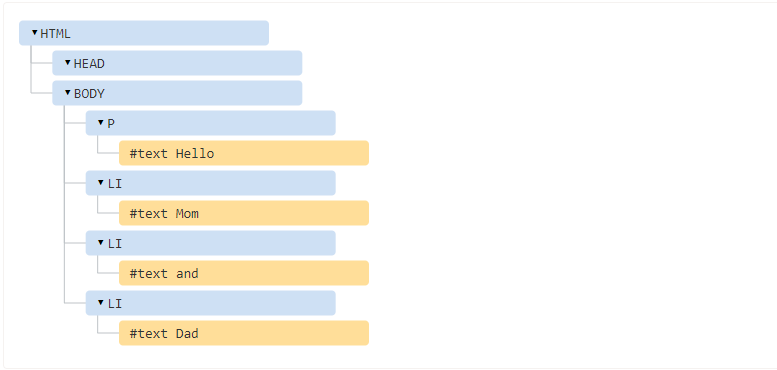 ▾HTML
▾HEAD
▾BODY
▾P
#text Hello
▾LI
#text Mom
▾LI
#text and
▾LI
#text Dad